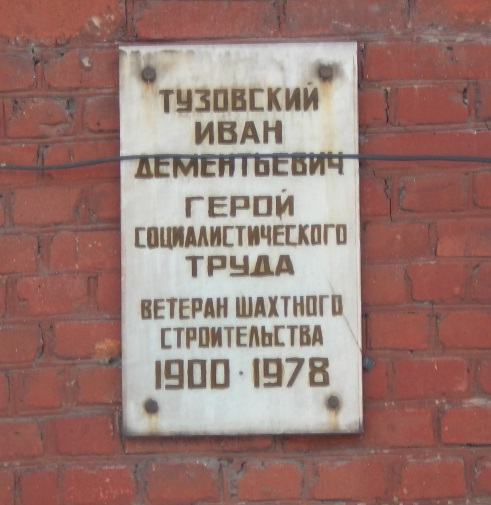 ТУЗОВСКИЙ
ИВАН
ДЕМЕНТЬЕВИЧ
ГЕРОЙ
СОЦИАЛИСТИЧЕСКОГО
ТРУДА
ВЕТЕРАН ШАХТНОГО
СТРОИТЕЛЬСТВА
1900 · 1978